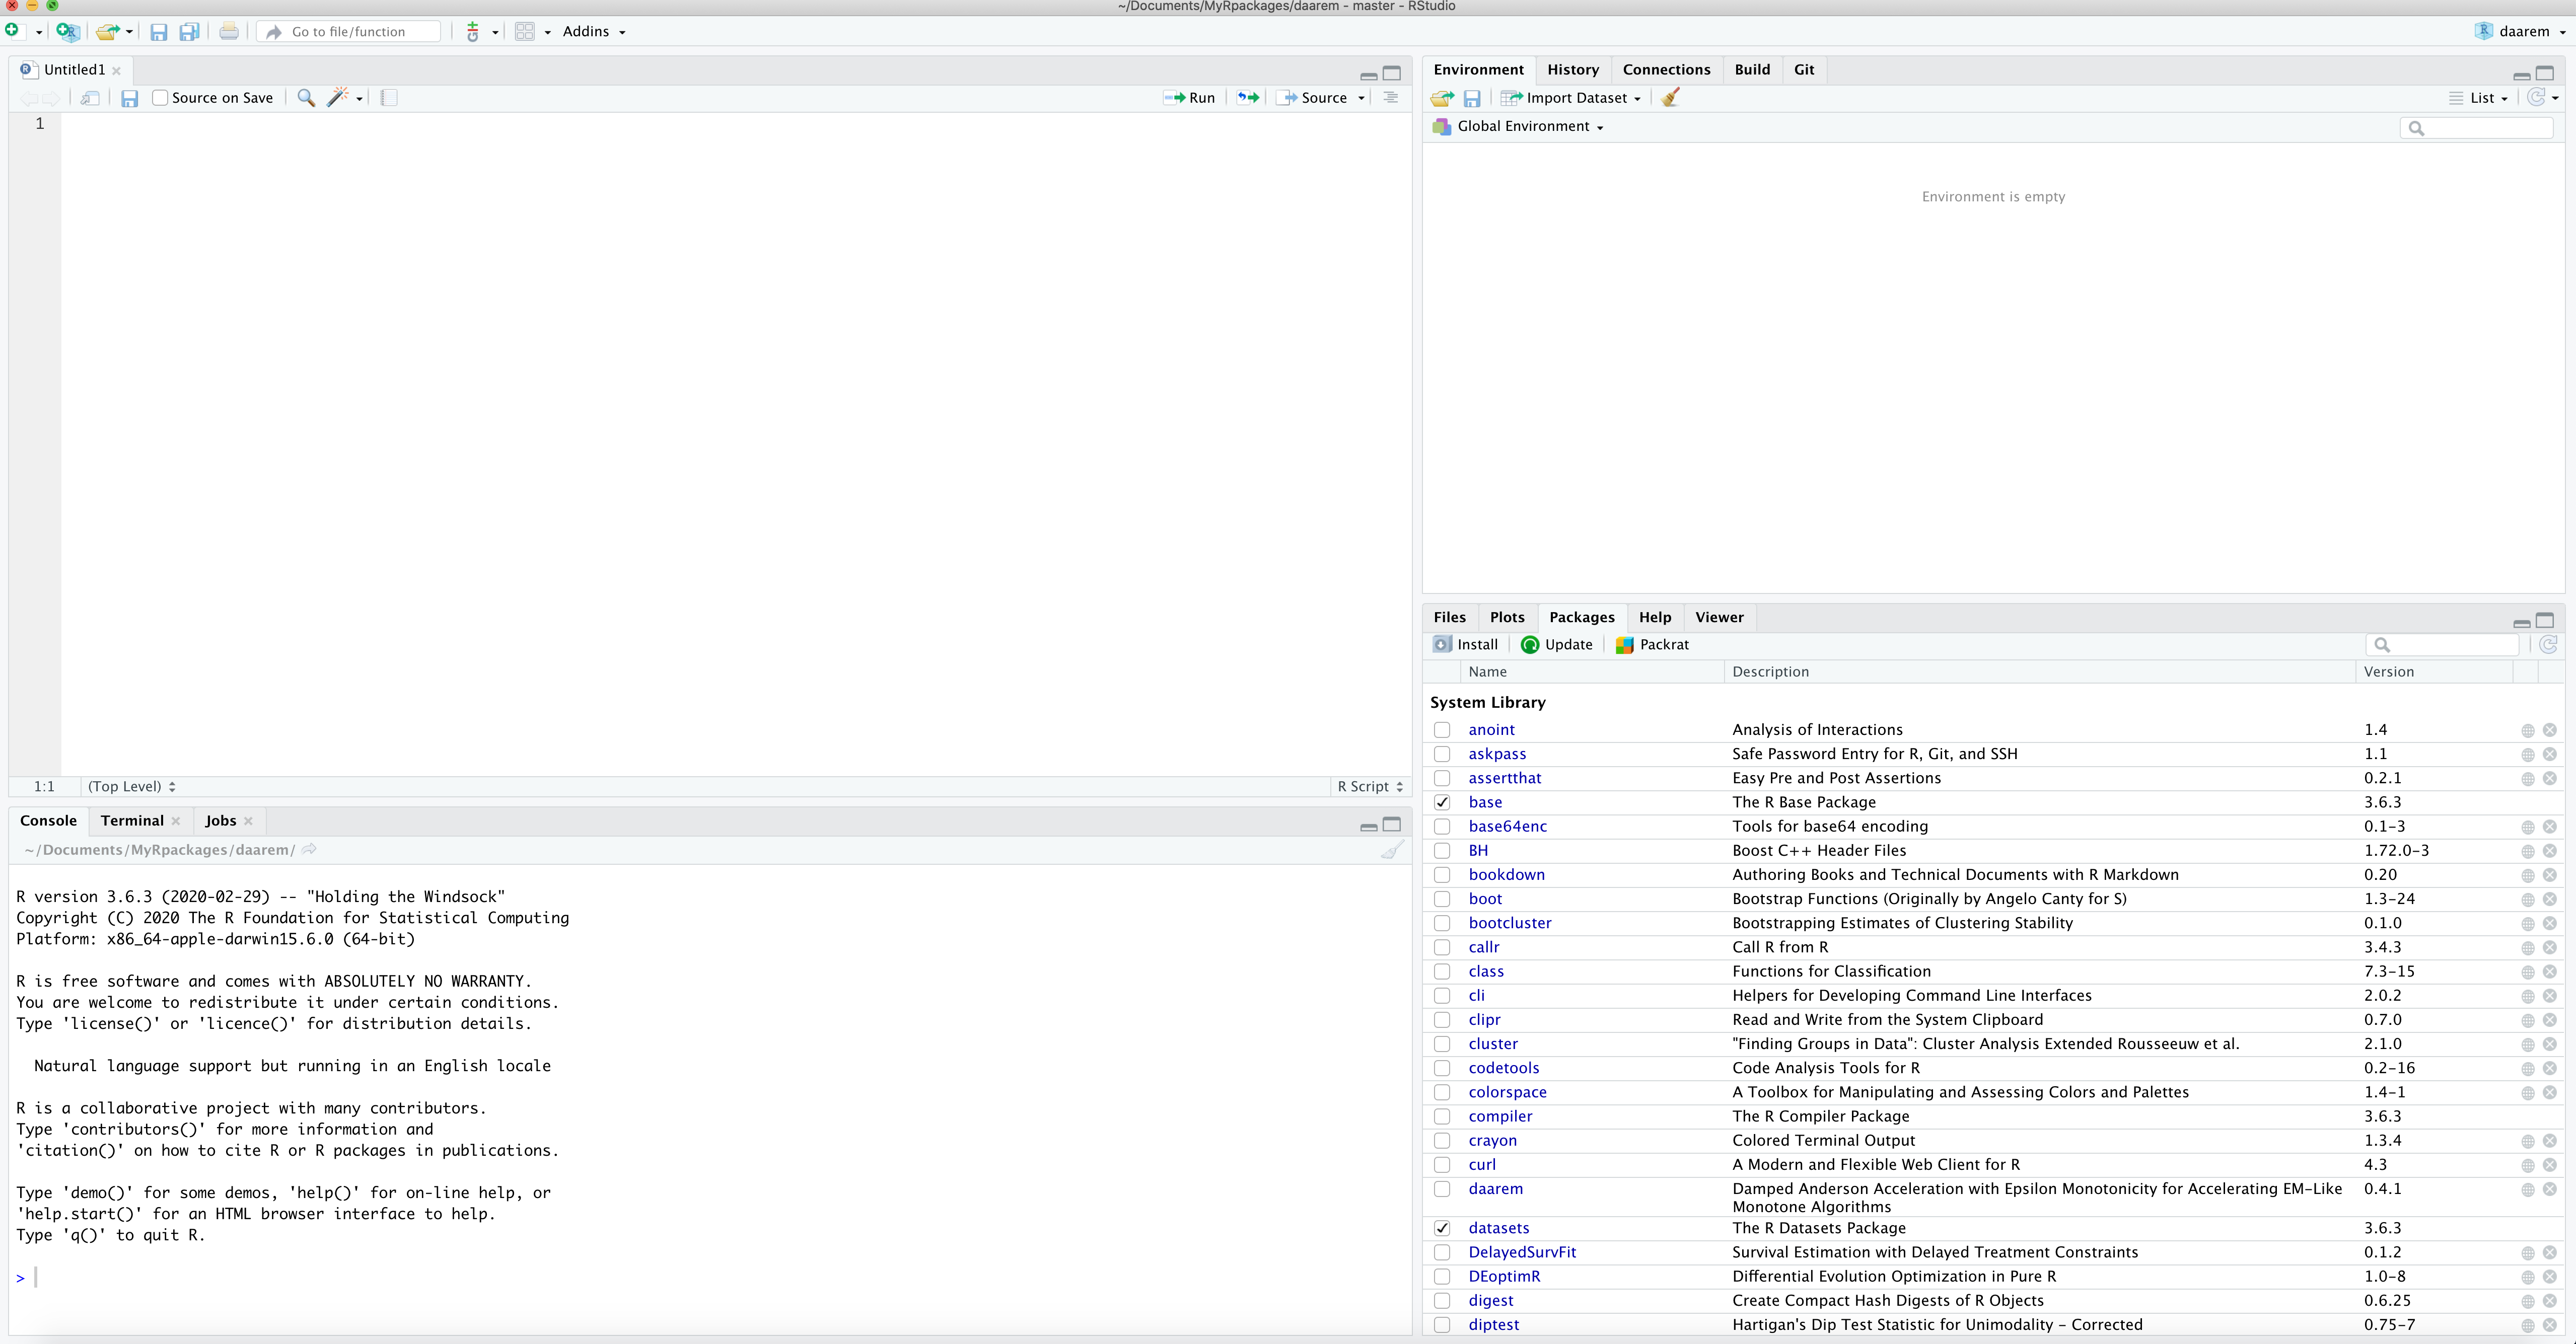 ~/Documents/MyRpackages/daarem - master - RStudio
Go to file/function
Addins
daarem
Untitled1
Source on Save
Run
Source
1
1:1 (Top Level)
R Script
Console Terminal Jobs
~/Documents/MyRpackages/daarem/
R version 3.6.3 (2020-02-29) -- "Holding the Windsock"
Copyright (C) 2020 The R Foundation for Statistical Computing
Platform: x86_64-apple-darwin15.6.0 (64-bit)
R is free software and comes with ABSOLUTELY NO WARRANTY.
You are welcome to redistribute it under certain conditions.
Type 'license()' or 'licence()' for distribution details.
Natural language support but running in an English locale
R is a collaborative project with many contributors.
Type 'contributors()' for more information and
'citation()' on how to cite R or R packages in publications.
Type 'demo()' for some demos, 'help()' for on-line help, or
'help.start()' for an HTML browser interface to help.
Type 'q()' to quit R.
>
Environment History Connections Build Git
Import Dataset
List
Global Environment
Environment is empty
Files Plots Packages Help Viewer
Install Update Packrat
Name Description Version
System Library
anoint Analysis of Interactions 1.4
askpass Safe Password Entry for R, Git, and SSH 1.1
assertthat Easy Pre and Post Assertions 0.2.1
base The R Base Package 3.6.3
base64enc Tools for base64 encoding 0.1-3
BH Boost C++ Header Files 1.72.0-3
bookdown Authoring Books and Technical Documents with R Markdown 0.20
boot Bootstrap Functions (Originally by Angelo Canty for S) 1.3-24
bootcluster Bootstrapping Estimates of Clustering Stability 0.1.0
callr Call R from R 3.4.3
class Functions for Classification 7.3-15
cli Helpers for Developing Command Line Interfaces 2.0.2
clipr Read and Write from the System Clipboard 0.7.0
cluster "Finding Groups in Data": Cluster Analysis Extended Rousseeuw et al. 2.1.0
codetools Code Analysis Tools for R 0.2-16
colorspace A Toolbox for Manipulating and Assessing Colors and Palettes 1.4-1
compiler The R Compiler Package 3.6.3
crayon Colored Terminal Output 1.3.4
curl A Modern and Flexible Web Client for R 4.3
daarem Damped Anderson Acceleration with Epsilon Monotonicity for Accelerating EM-Like 0.4.1
Monotone Algorithms
datasets The R Datasets Package 3.6.3
DelayedSurvFit Survival Estimation with Delayed Treatment Constraints 0.1.2
DEoptimR Differential Evolution Optimization in Pure R 1.0-8
digest Create Compact Hash Digests of R Objects 0.6.25
diptest Hartigan's Dip Test Statistic for Unimodality - Corrected 0.75-7